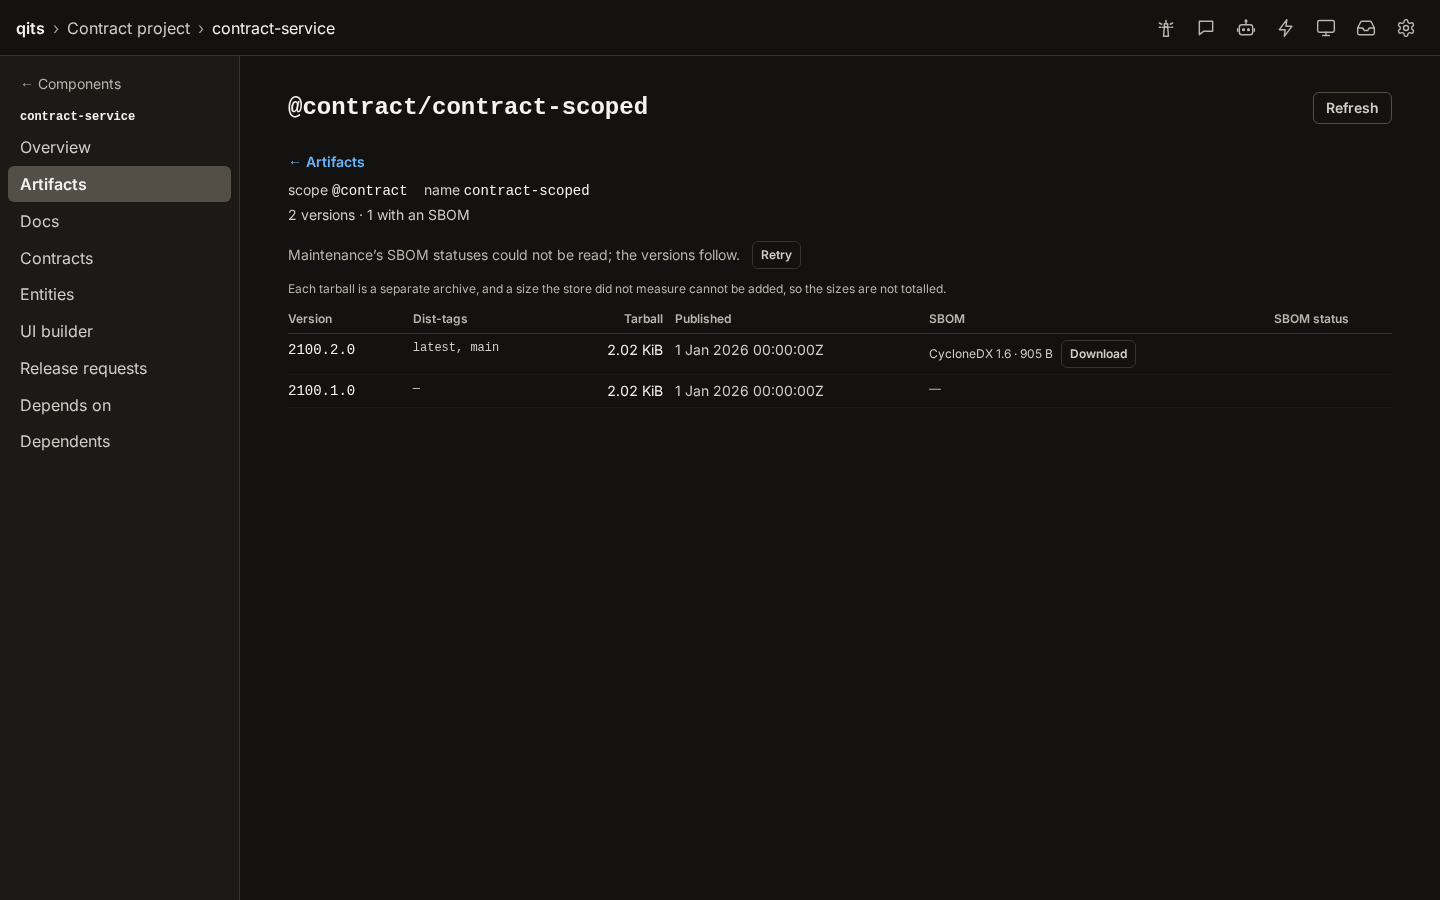 qits › Contract project › contract-service
← Components
contract-service
Overview
Artifacts
Docs
Contracts
Entities
UI builder
Release requests
Depends on
Dependents
@contract/contract-scoped
Refresh
← Artifacts
scope @contract name contract-scoped
2 versions · 1 with an SBOM
Maintenance’s SBOM statuses could not be read; the versions follow. Retry
Each tarball is a separate archive, and a size the store did not measure cannot be added, so the sizes are not totalled.
Version Dist-tags Tarball Published SBOM SBOM status
2100.2.0 latest, main 2.02 KiB 1 Jan 2026 00:00:00Z CycloneDX 1.6 · 905 B Download
2100.1.0 — 2.02 KiB 1 Jan 2026 00:00:00Z —